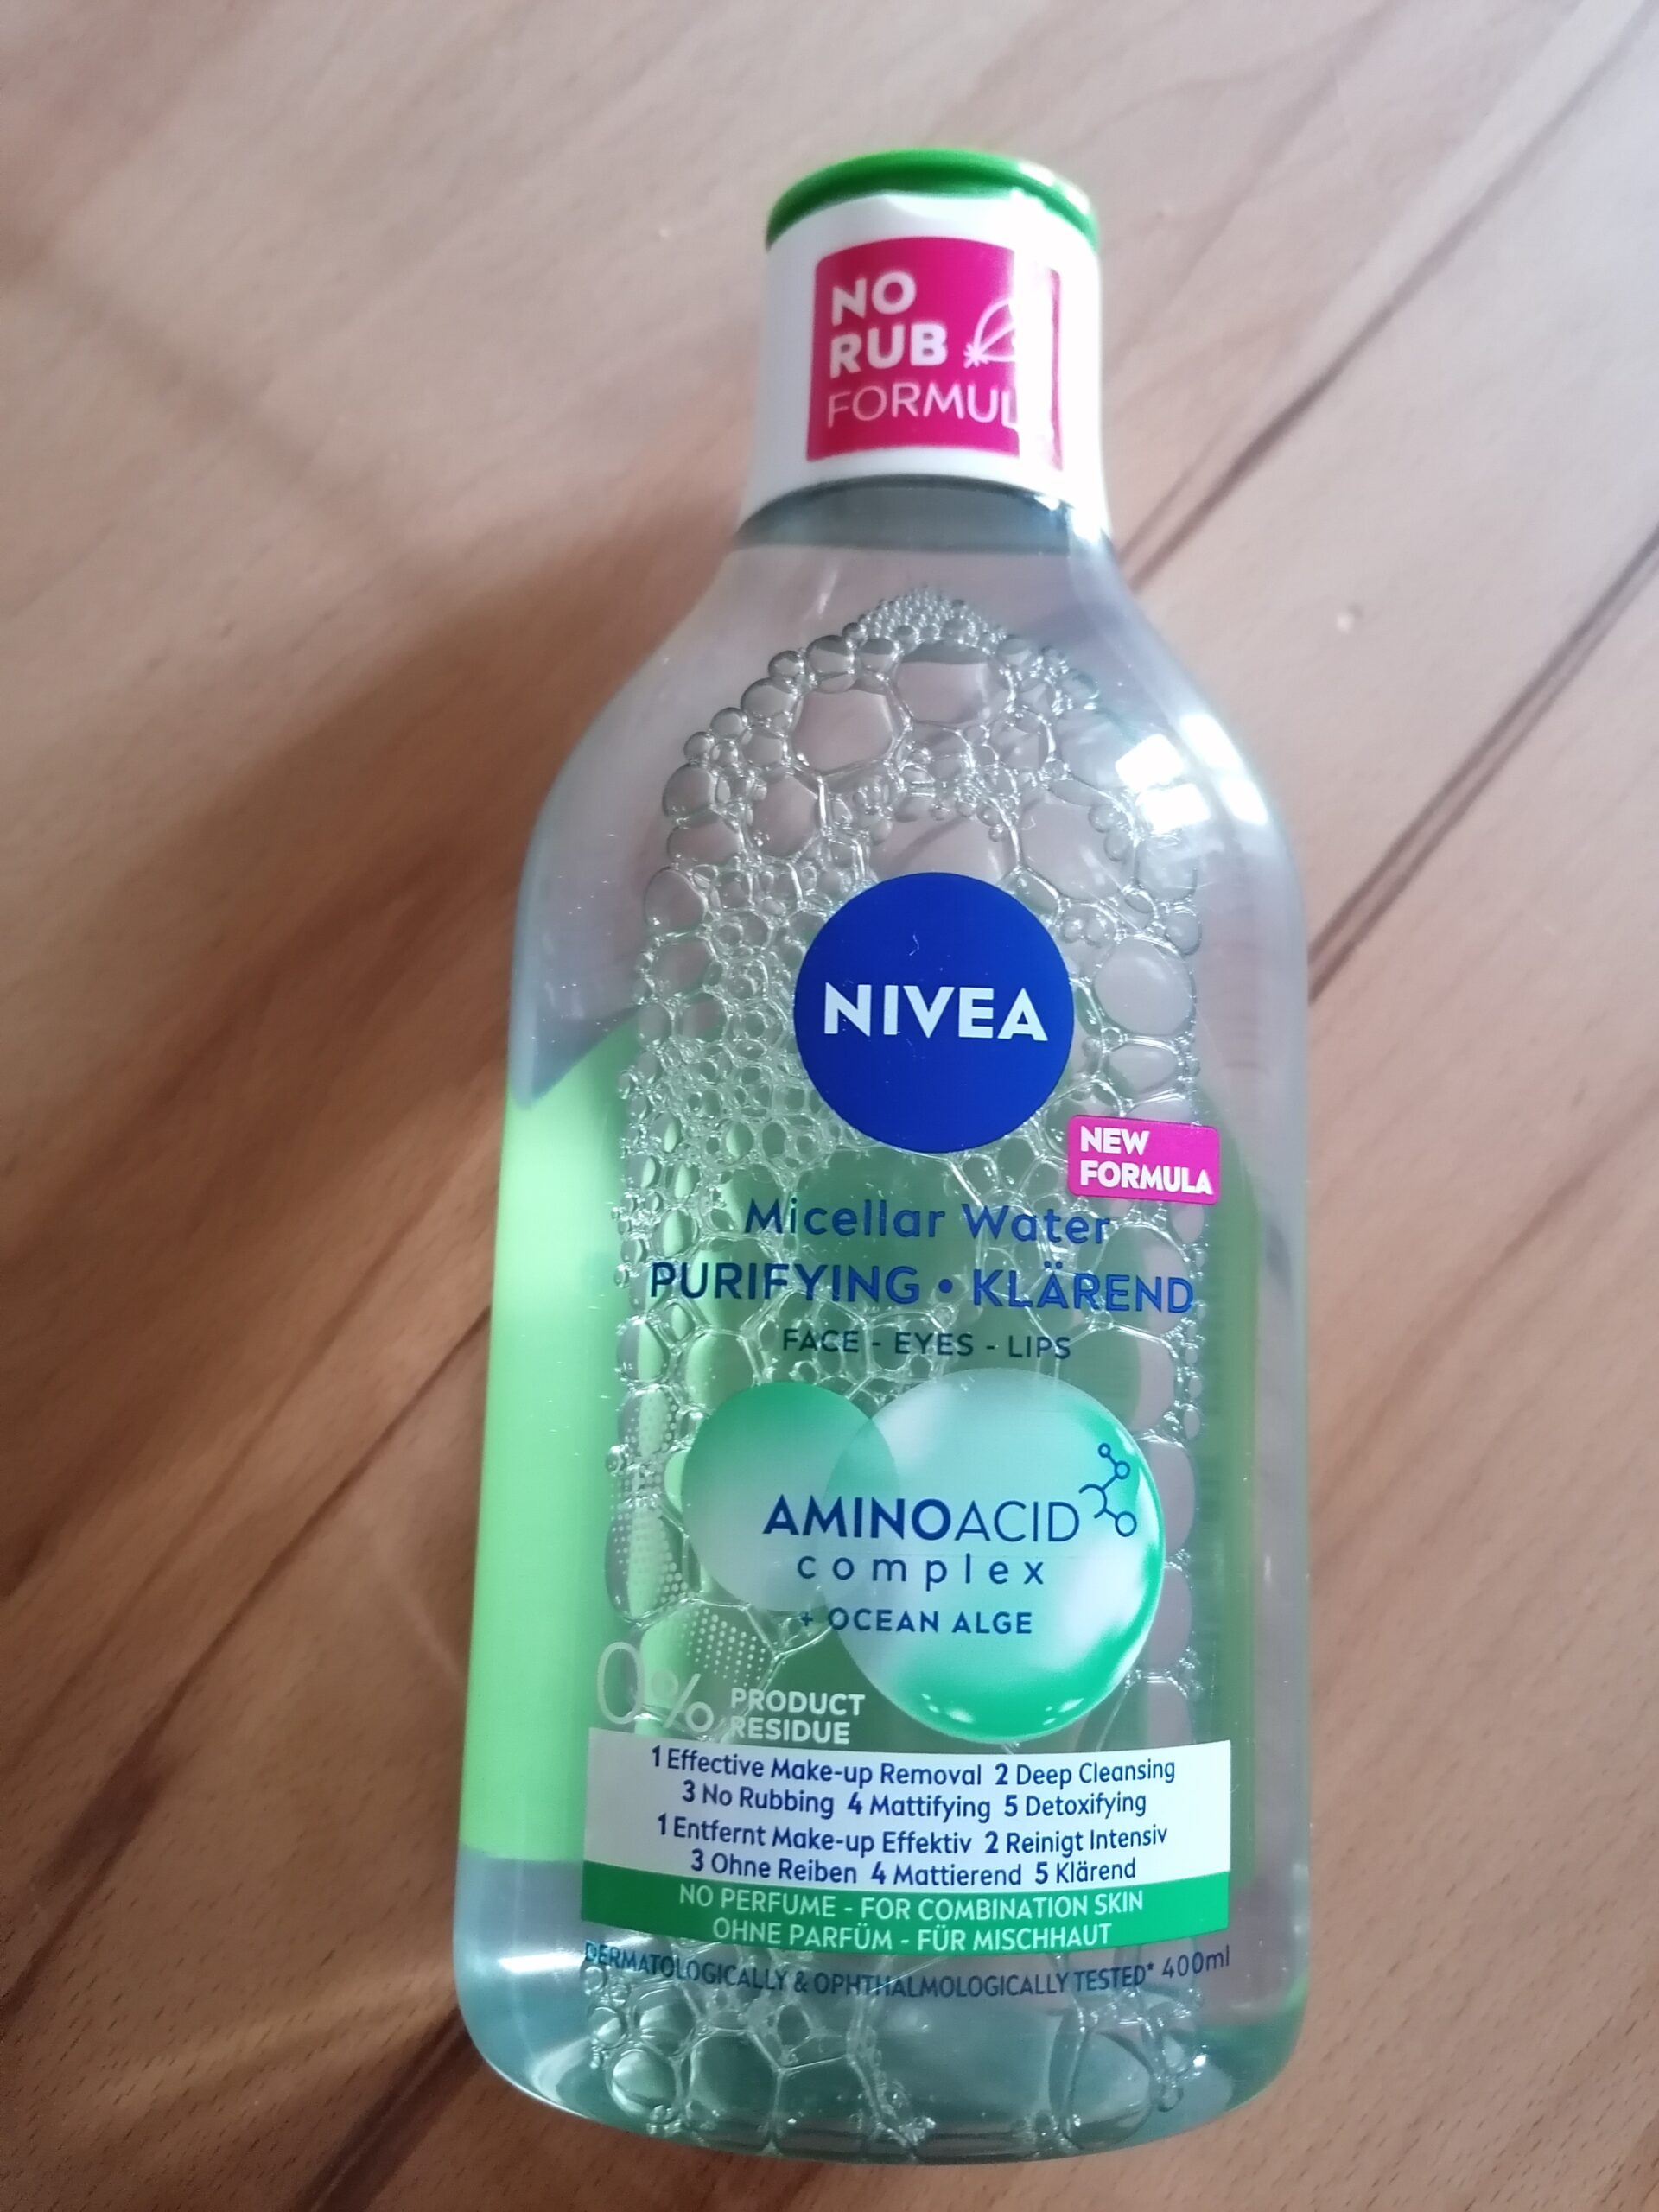 NO
RUB
FORMUL
NIVEA
NEW
FORMULA
Micellar Water
PURIFYING • KLÄREND
FACE - EYES - LIPS
AMINOACID
complex
+ OCEAN ALGE
0% PRODUCT
RESIDUE
1 Effective Make-up Removal 2 Deep Cleansing
3 No Rubbing 4 Mattifying 5 Detoxifying
1 Entfernt Make-up Effektiv 2 Reinigt Intensiv
3 Ohne Reiben 4 Mattierend 5 Klärend
NO PERFUME - FOR COMBINATION SKIN
OHNE PARFÜM - FÜR MISCHHAUT
DERMATOLOGICALLY & OPHTHALMOLOGICALLY TESTED* 400ml